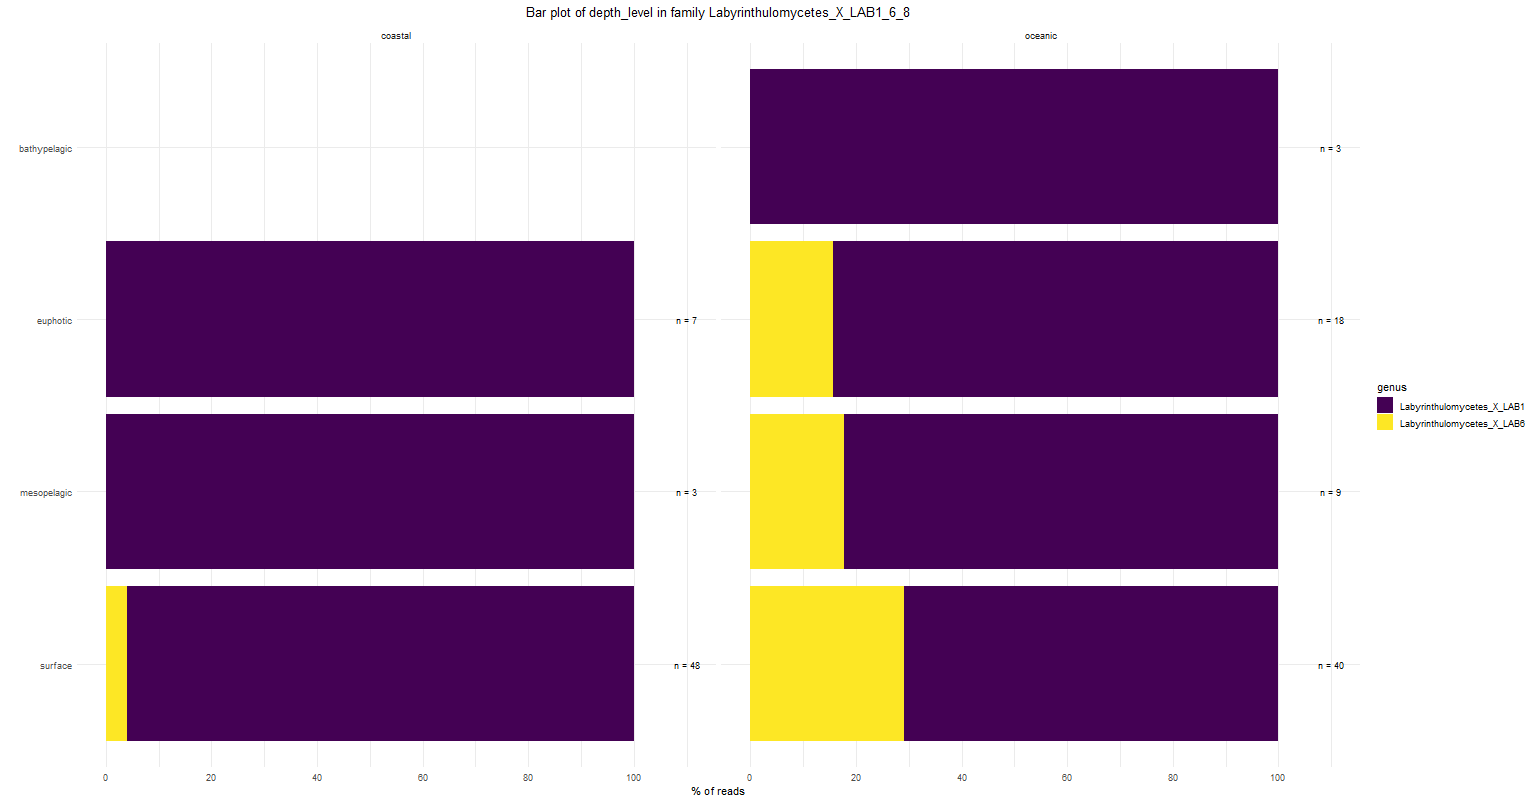 Bar plot of depth_level in family Labyrinthulomycetes_X_LAB1_6_8
coastal
oceanic
bathypelagic
n = 3
euphotic
n = 7
n = 18
mesopelagic
n = 3
n = 9
surface
n = 48
n = 40
0 20 40 60 80 100
0 20 40 60 80 100
% of reads
genus
Labyrinthulomycetes_X_LAB1
Labyrinthulomycetes_X_LAB6